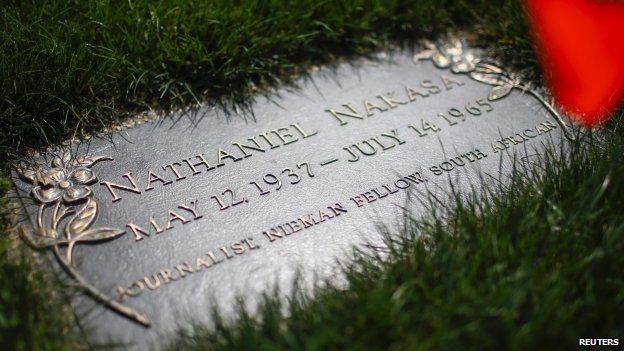 NATHANIEL NAKASA
MAY 12, 1937 – JULY 14, 1965
JOURNALIST, NIEMAN FELLOW, SOUTH AFRICAN
REUTERS